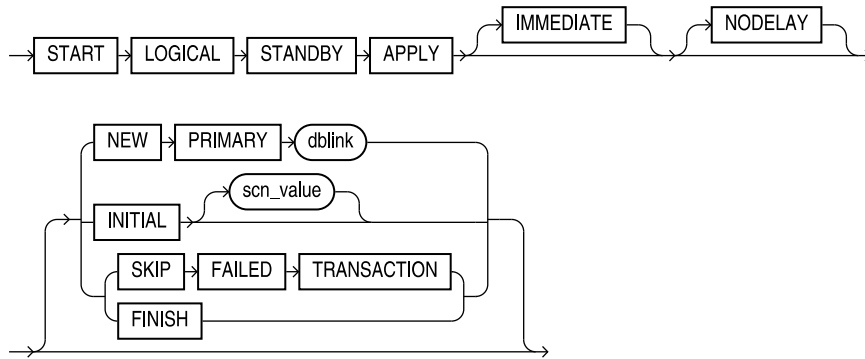 START LOGICAL STANDBY APPLY IMMEDIATE NODELAY
NEW PRIMARY dblink
INITIAL scn_value
SKIP FAILED TRANSACTION
FINISH